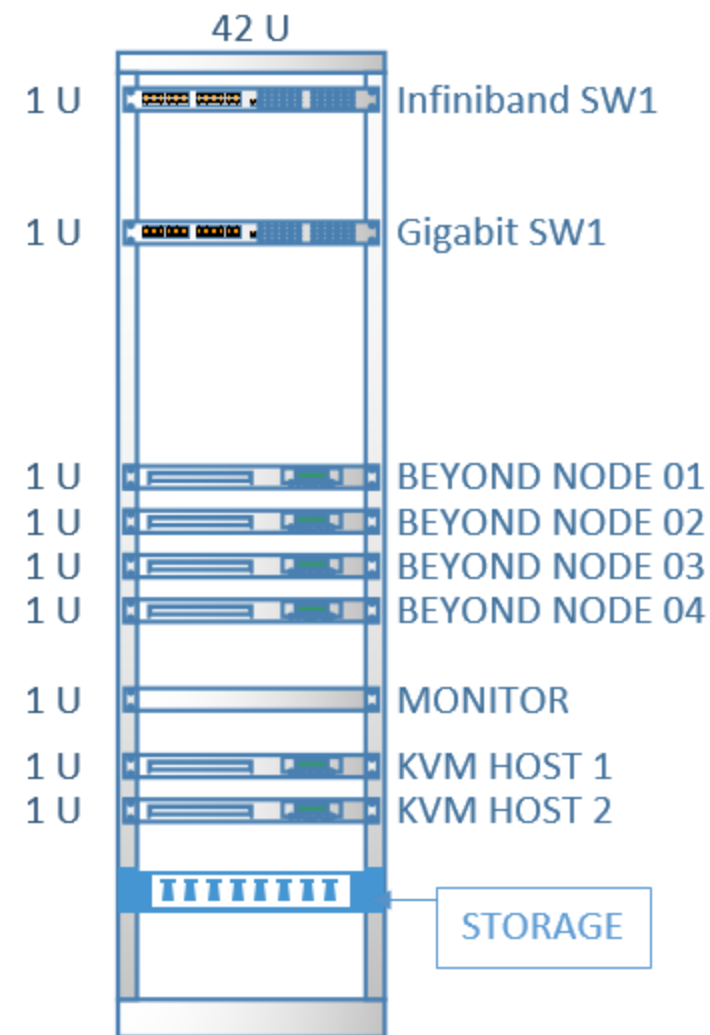 42 U
1 U Infiniband SW1
1 U Gigabit SW1
1 U BEYOND NODE 01
1 U BEYOND NODE 02
1 U BEYOND NODE 03
1 U BEYOND NODE 04
1 U MONITOR
1 U KVM HOST 1
1 U KVM HOST 2
STORAGE